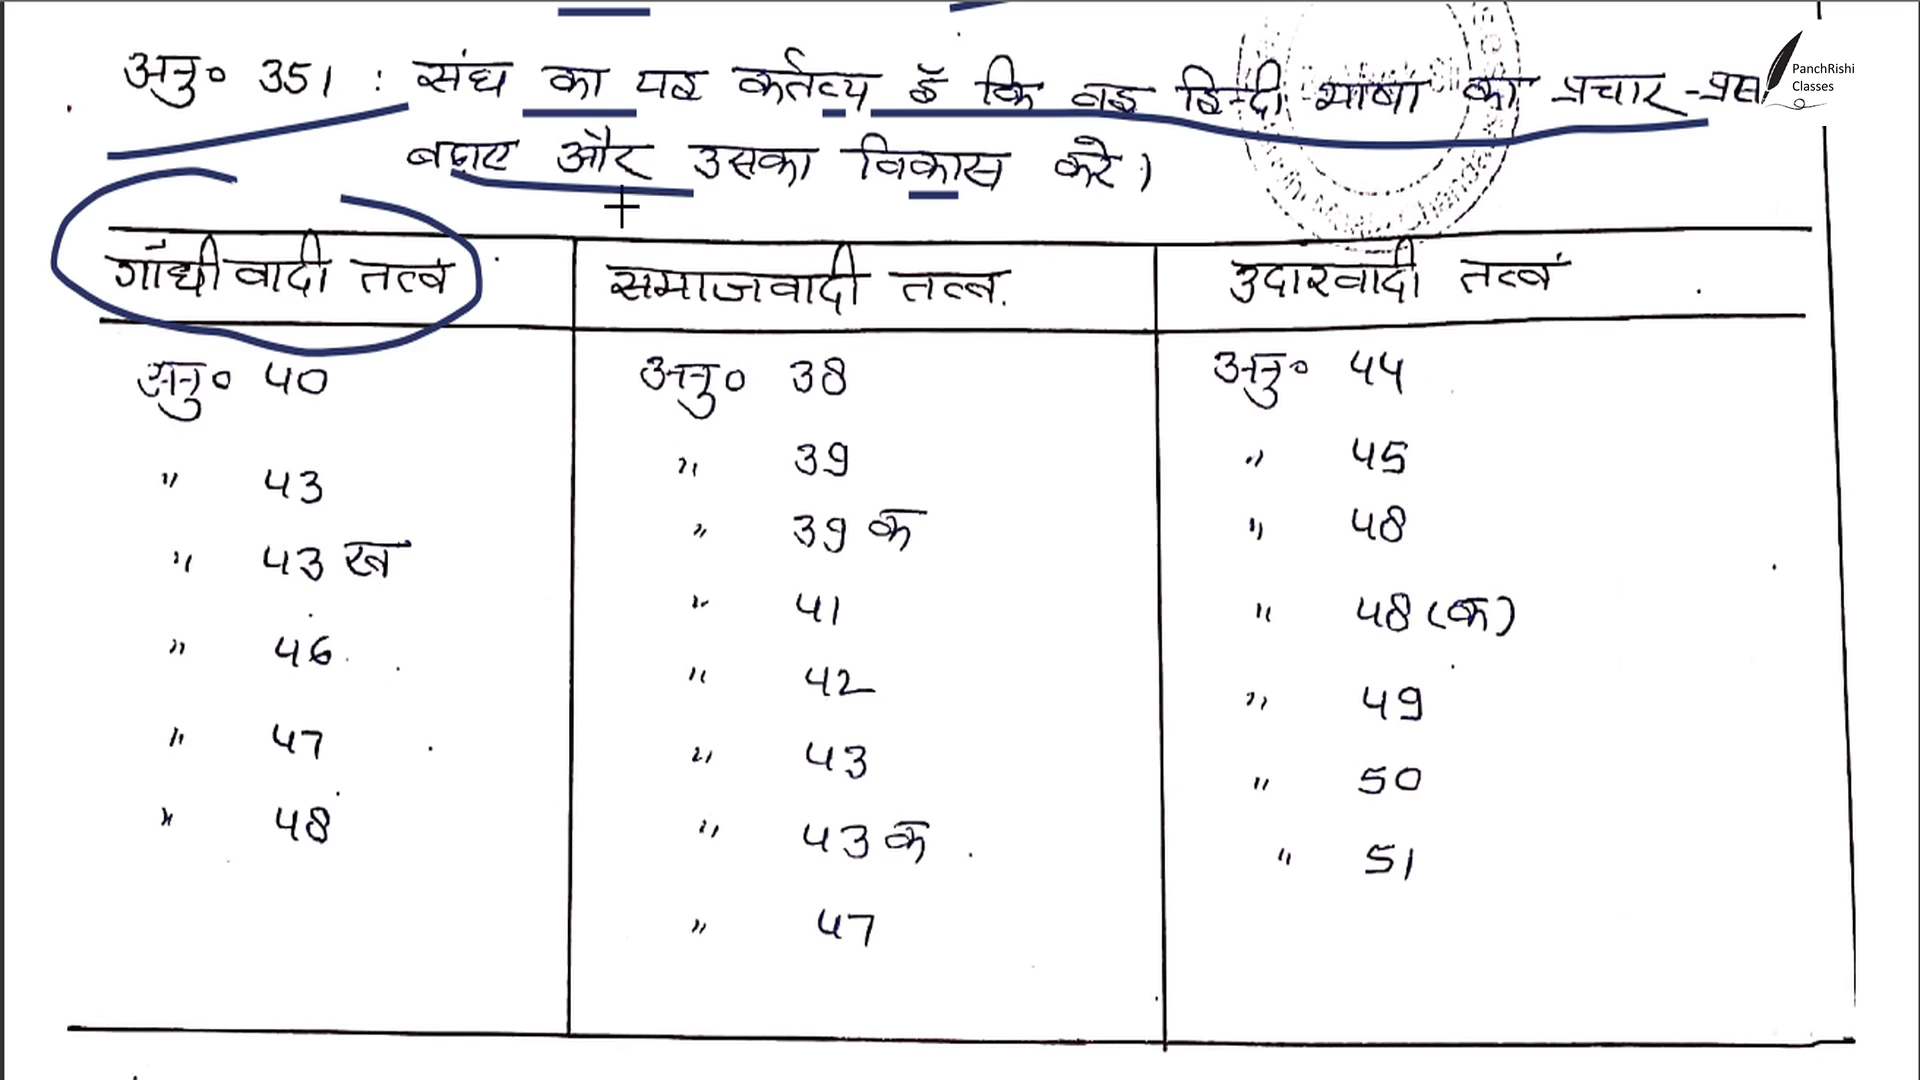 अनु० 351 : संघ का यह कर्तव्य है कि वह हिन्दी भाषा का प्रचार-
PanchRishi
Classes
बढ़ाए और उसका विकास करे।
गाँधीवादी तत्व समाजवादी तत्व. उदारवादी तत्व
अनु० 40 अनु० 38 अनु० 44
" 43 " 39 " 45
" 43 ख " 39 क " 48
" 46 " 41 " 48 (क)
" 47 " 42 " 49
" 48 " 43 " 50
" 43 क " 51
" 47